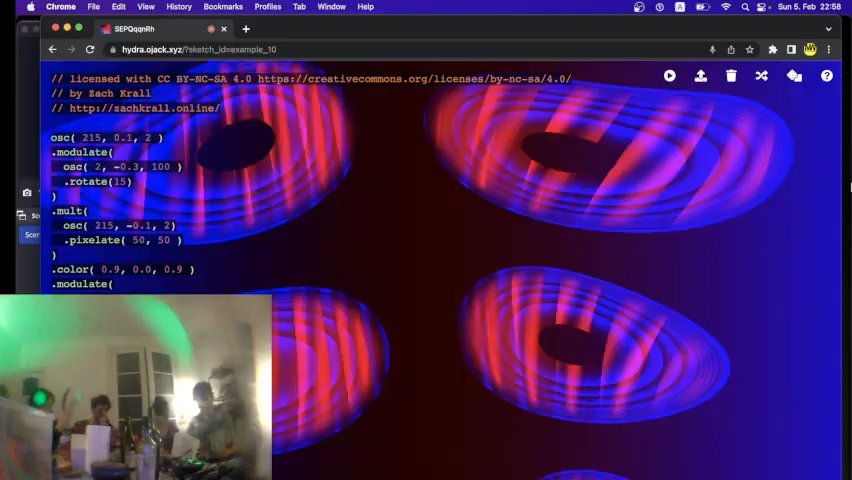 Chrome File Edit View History Bookmarks Profiles Tab Window Help
A
Sun 5. Feb 22:58
SEPQqqnRh
hydra.ojack.xyz/?sketch_id=example_10
// licensed with CC BY-NC-SA 4.0 https://creativecommons.org/licenses/by-nc-sa/4.0/
// by Zach Krall
// http://zachkrall.online/
osc( 215, 0.1, 2 )
.modulate(
osc( 2, -0.3, 100 )
.rotate(15)
)
.mult(
osc( 215, -0.1, 2)
.pixelate( 50, 50 )
)
.color( 0.9, 0.0, 0.9 )
.modulate(
Scen